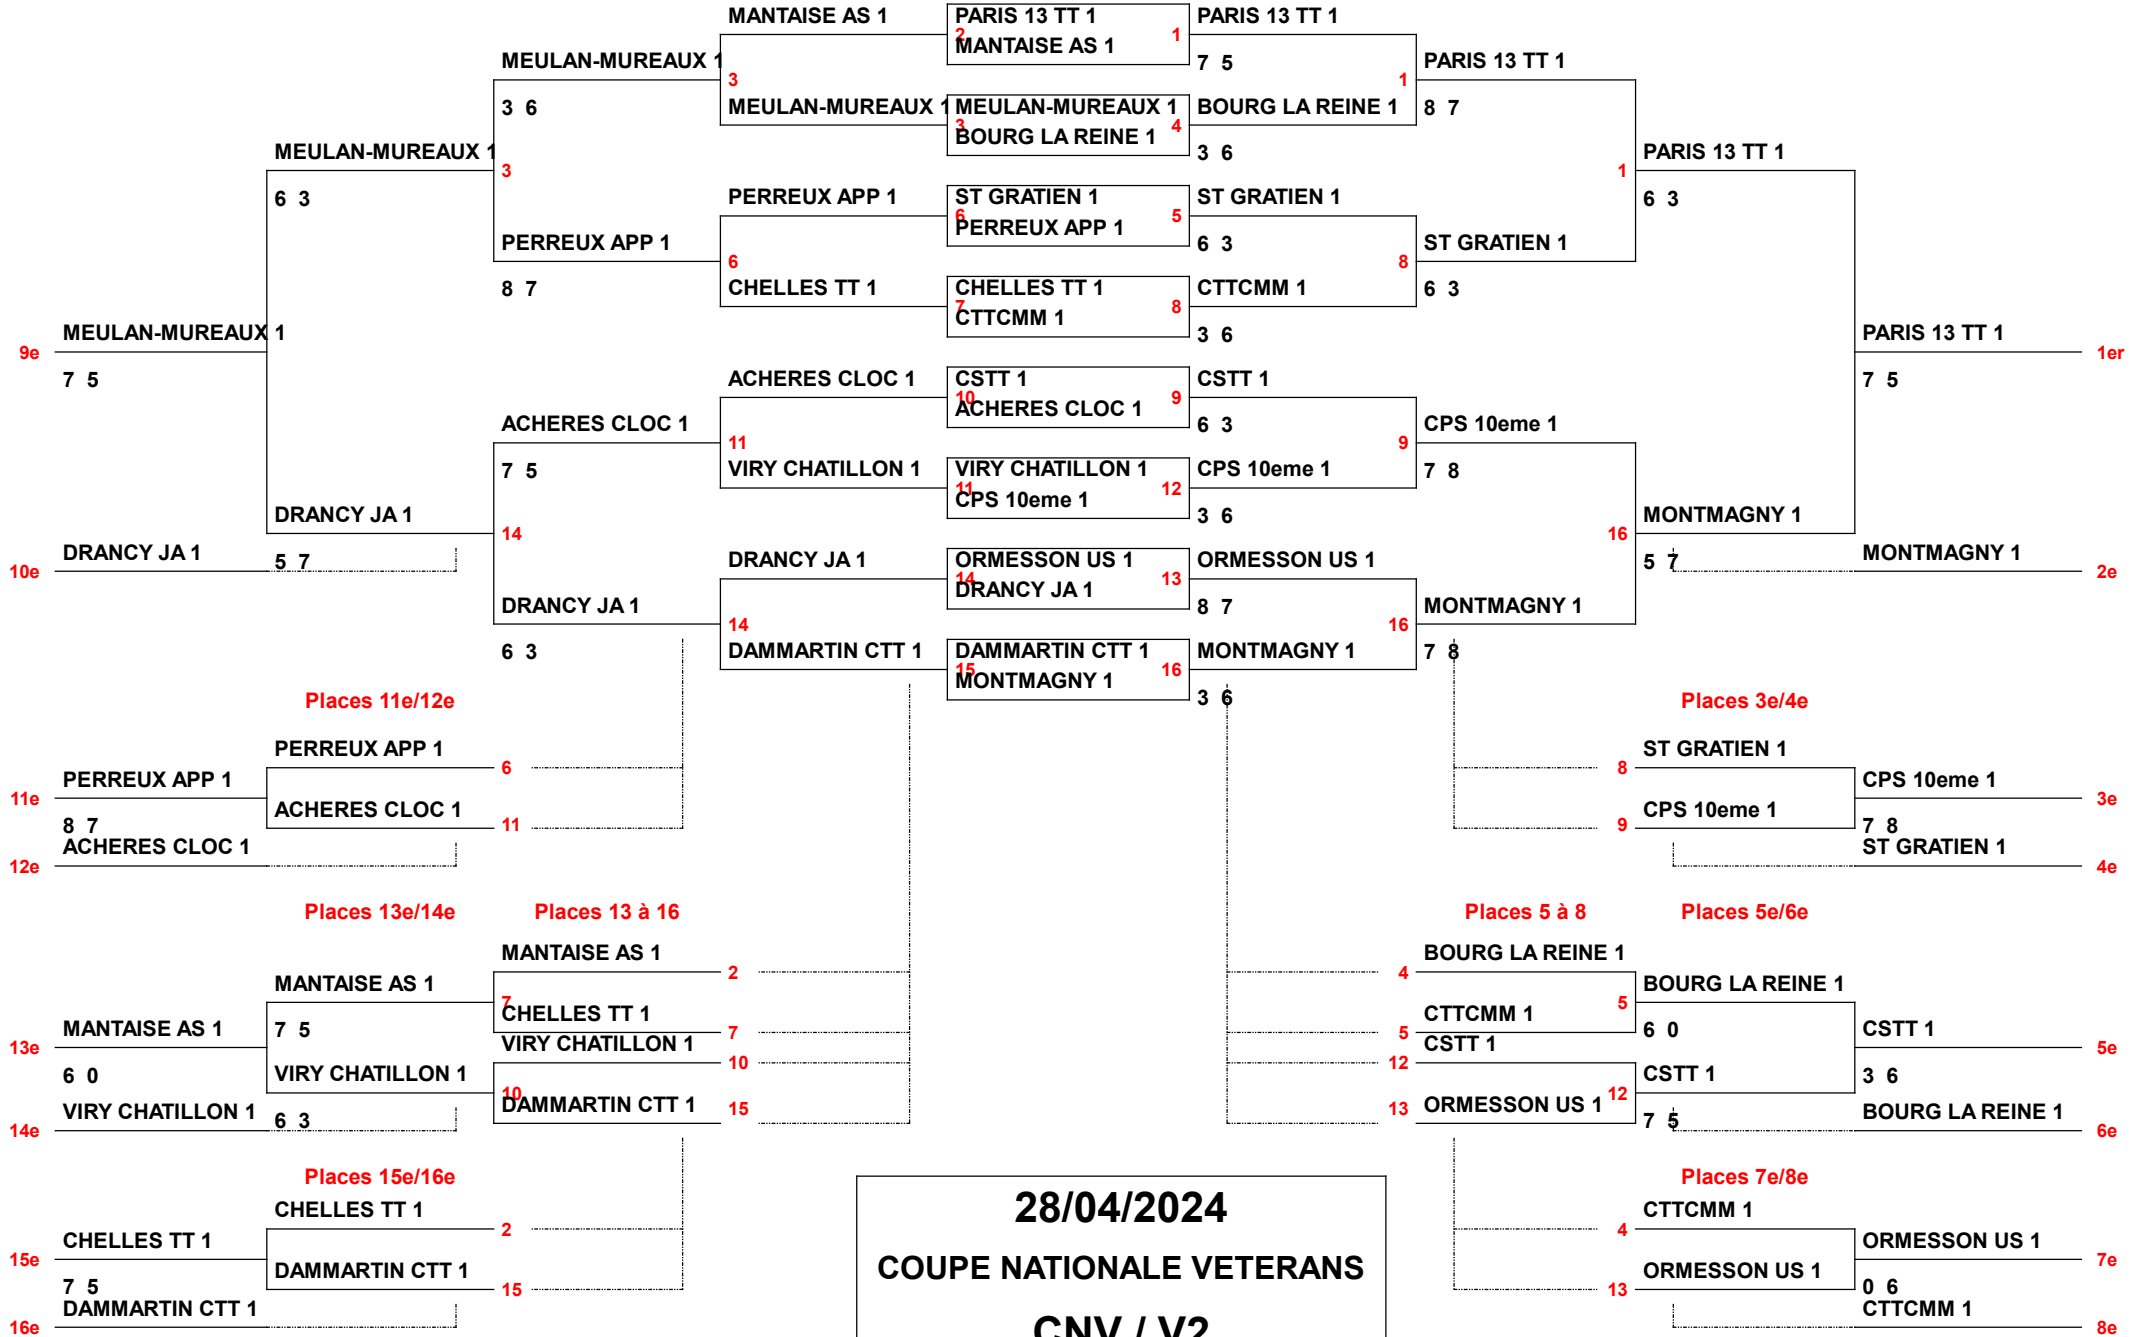 MANTAISE AS 1
PARIS 13 TT 1
PARIS 13 TT 1
2
1
MANTAISE AS 1
MEULAN-MUREAUX 1
7 5
PARIS 13 TT 1
3
1
3 6
MEULAN-MUREAUX 1
MEULAN-MUREAUX 1
BOURG LA REINE 1
8 7
3
4
BOURG LA REINE 1
MEULAN-MUREAUX 1
3 6
PARIS 13 TT 1
3
1
6 3
PERREUX APP 1
ST GRATIEN 1
ST GRATIEN 1
6 3
6
5
PERREUX APP 1
PERREUX APP 1
6 3
ST GRATIEN 1
6
8
8 7
CHELLES TT 1
CHELLES TT 1
CTTCMM 1
6 3
7
8
CTTCMM 1
MEULAN-MUREAUX 1
3 6
PARIS 13 TT 1
9e
1er
7 5
ACHERES CLOC 1
CSTT 1
CSTT 1
7 5
10
9
ACHERES CLOC 1
ACHERES CLOC 1
6 3
CPS 10eme 1
11
9
7 5
VIRY CHATILLON 1
VIRY CHATILLON 1
CPS 10eme 1
7 8
11
12
CPS 10eme 1
DRANCY JA 1
3 6
MONTMAGNY 1
14
16
DRANCY JA 1
5 7
DRANCY JA 1
ORMESSON US 1
ORMESSON US 1
5 7
MONTMAGNY 1
10e
14
13
2e
DRANCY JA 1
DRANCY JA 1
8 7
MONTMAGNY 1
14
16
6 3
DAMMARTIN CTT 1
DAMMARTIN CTT 1
MONTMAGNY 1
7 8
15
16
MONTMAGNY 1
3 6
Places 11e/12e
Places 3e/4e
PERREUX APP 1
ST GRATIEN 1
6
8
PERREUX APP 1
CPS 10eme 1
11e
3e
ACHERES CLOC 1
CPS 10eme 1
11
9
8 7
7 8
ACHERES CLOC 1
ST GRATIEN 1
12e
4e
Places 13e/14e
Places 13 à 16
Places 5 à 8
Places 5e/6e
MANTAISE AS 1
BOURG LA REINE 1
2
4
MANTAISE AS 1
BOURG LA REINE 1
7
5
CHELLES TT 1
CTTCMM 1
7
5
MANTAISE AS 1
7 5
6 0
CSTT 1
13e
5e
VIRY CHATILLON 1
CSTT 1
10
12
6 0
VIRY CHATILLON 1
CSTT 1
3 6
10
12
DAMMARTIN CTT 1
ORMESSON US 1
15
13
VIRY CHATILLON 1
6 3
7 5
BOURG LA REINE 1
14e
6e
Places 15e/16e
Places 7e/8e
28/04/2024
CHELLES TT 1
CTTCMM 1
2
4
CHELLES TT 1
ORMESSON US 1
15e
7e
COUPE NATIONALE VETERANS
DAMMARTIN CTT 1
ORMESSON US 1
15
13
7 5
0 6
DAMMARTIN CTT 1
CTTCMM 1
16e
8e
CNV / V2